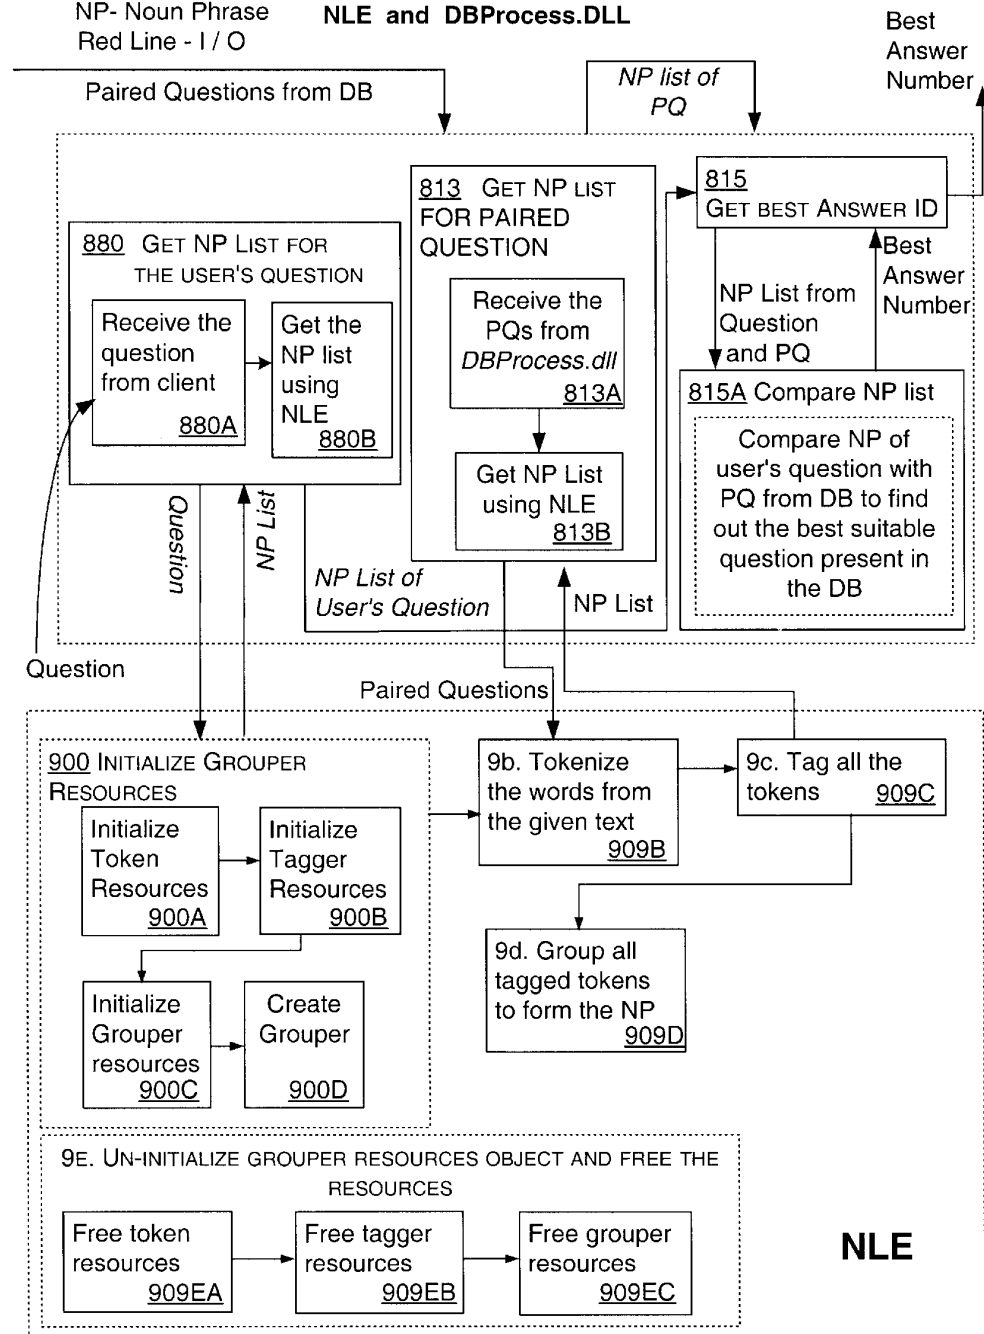 NP- Noun Phrase
Red Line - I / O
NLE and DBProcess.DLL
Best
Answer
Number
Paired Questions from DB
NP list of
PQ
813 GET NP LIST
FOR PAIRED
QUESTION
815
GET BEST ANSWER ID
880 GET NP LIST FOR
THE USER'S QUESTION
Receive the
question
from client
880A
Get the
NP list
using
NLE
880B
Receive the
PQs from
DBProcess.dll
813A
Get NP List
using NLE
813B
NP List from
Question
and PQ
Best
Answer
Number
815A Compare NP list
Compare NP of
user's question with
PQ from DB to find
out the best suitable
question present in
the DB
Question
NP List
NP List of
User's Question
NP List
Question
Paired Questions
900 INITIALIZE GROUPER
RESOURCES
Initialize
Token
Resources
900A
Initialize
Tagger
Resources
900B
Initialize
Grouper
resources
900C
Create
Grouper
900D
9b. Tokenize
the words from
the given text
909B
9c. Tag all the
tokens 909C
9d. Group all
tagged tokens
to form the NP
909D
9E. UN-INITIALIZE GROUPER RESOURCES OBJECT AND FREE THE
RESOURCES
Free token
resources
909EA
Free tagger
resources
909EB
Free grouper
resources
909EC
NLE